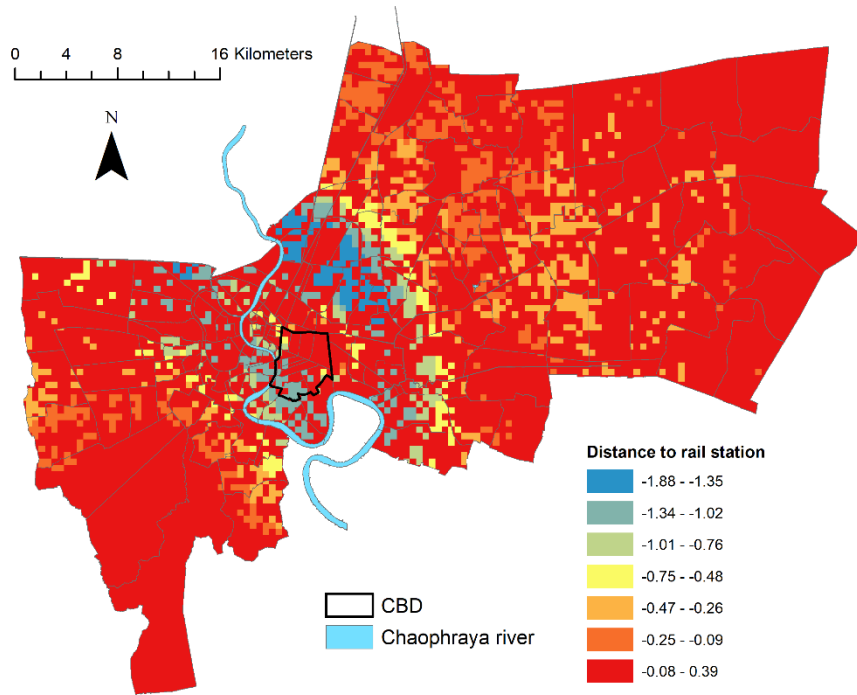 0 4 8 16 Kilometers
N
Distance to rail station
-1.88 - -1.35
-1.34 - -1.02
-1.01 - -0.76
-0.75 - -0.48
-0.47 - -0.26
-0.25 - -0.09
-0.08 - 0.39
CBD
Chaophraya river